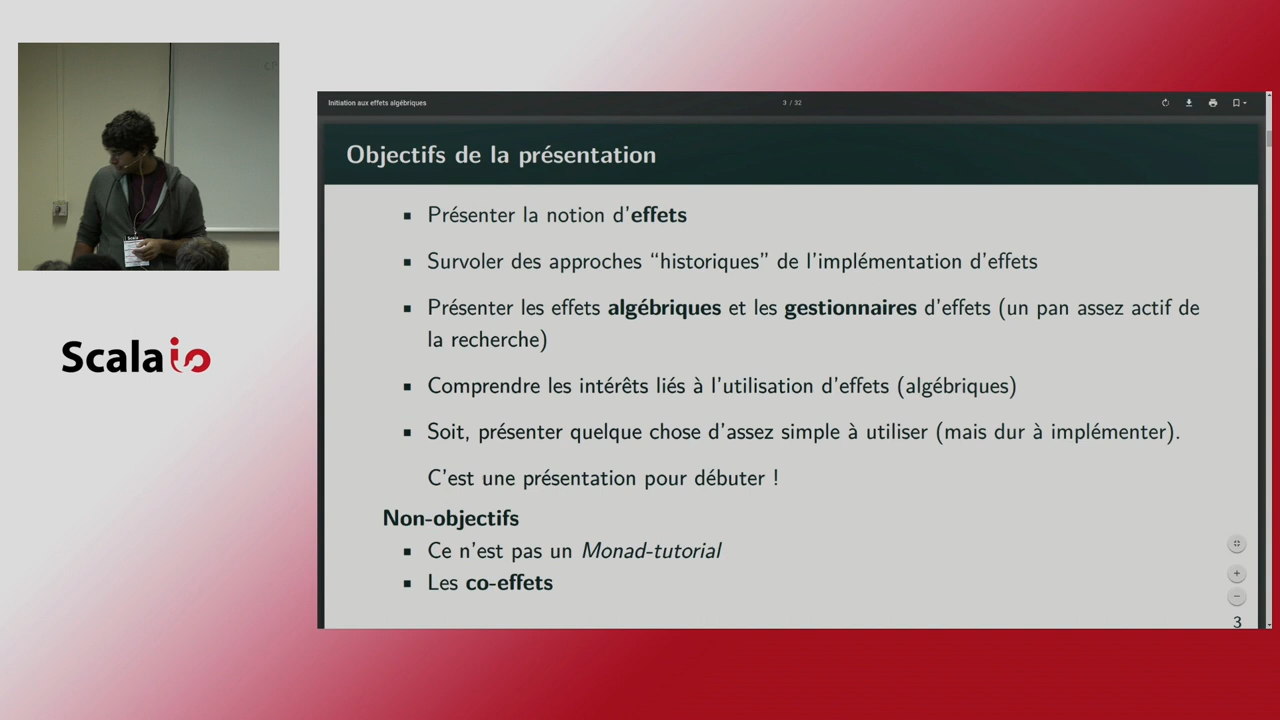 Initiation aux effets algébriques
3 / 32
Objectifs de la présentation
▪ Présenter la notion d'effets
▪ Survoler des approches “historiques” de l'implémentation d'effets
▪ Présenter les effets algébriques et les gestionnaires d'effets (un pan assez actif de
la recherche)
▪ Comprendre les intérêts liés à l'utilisation d'effets (algébriques)
▪ Soit, présenter quelque chose d'assez simple à utiliser (mais dur à implémenter).
C'est une présentation pour débuter !
Non-objectifs
▪ Ce n'est pas un Monad-tutorial
▪ Les co-effets
3
Scala io